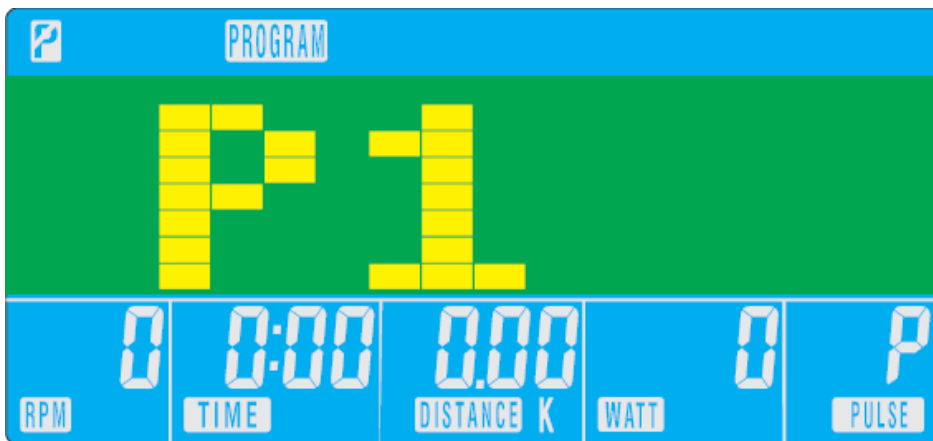 P PROGRAM
P1
0 0:00 0.00 0 P
RPM TIME DISTANCE K WATT PULSE